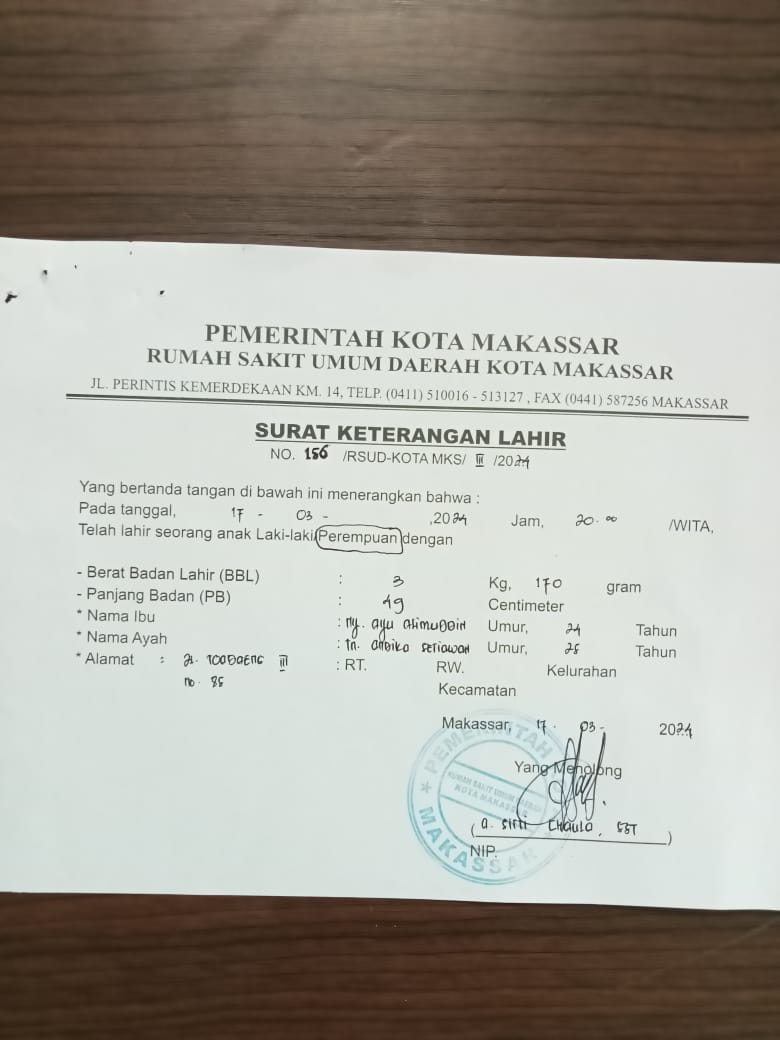 PEMERINTAH KOTA MAKASSAR
RUMAH SAKIT UMUM DAERAH KOTA MAKASSAR
JL. PERINTIS KEMERDEKAAN KM. 14, TELP. (0411) 510016 - 513127 , FAX (0441) 587256 MAKASSAR
SURAT KETERANGAN LAHIR
NO. 156 /RSUD-KOTA MKS/ III /2024
Yang bertanda tangan di bawah ini menerangkan bahwa :
Pada tanggal, 17 - 03 - ,2024 Jam, 20.00 /WITA,
Telah lahir seorang anak Laki-laki/Perempuan dengan
- Berat Badan Lahir (BBL) : 3 Kg, 170 gram
- Panjang Badan (PB) : 49 Centimeter
* Nama Ibu : Ny. Ayu Alimuddin Umur, 24 Tahun
* Nama Ayah : Tn. Andika Setiawan Umur, 28 Tahun
* Alamat : Jl. Toddaeng III : RT. RW. Kelurahan
No. 85 Kecamatan
Makassar, 17 - 03 - 2024
Yang Menolong
PEMERINTAH
RUMAH SAKIT UMUM DAERAH
KOTA MAKASSAR
MAKASSAR
(A. Sitti , SST)
NIP.